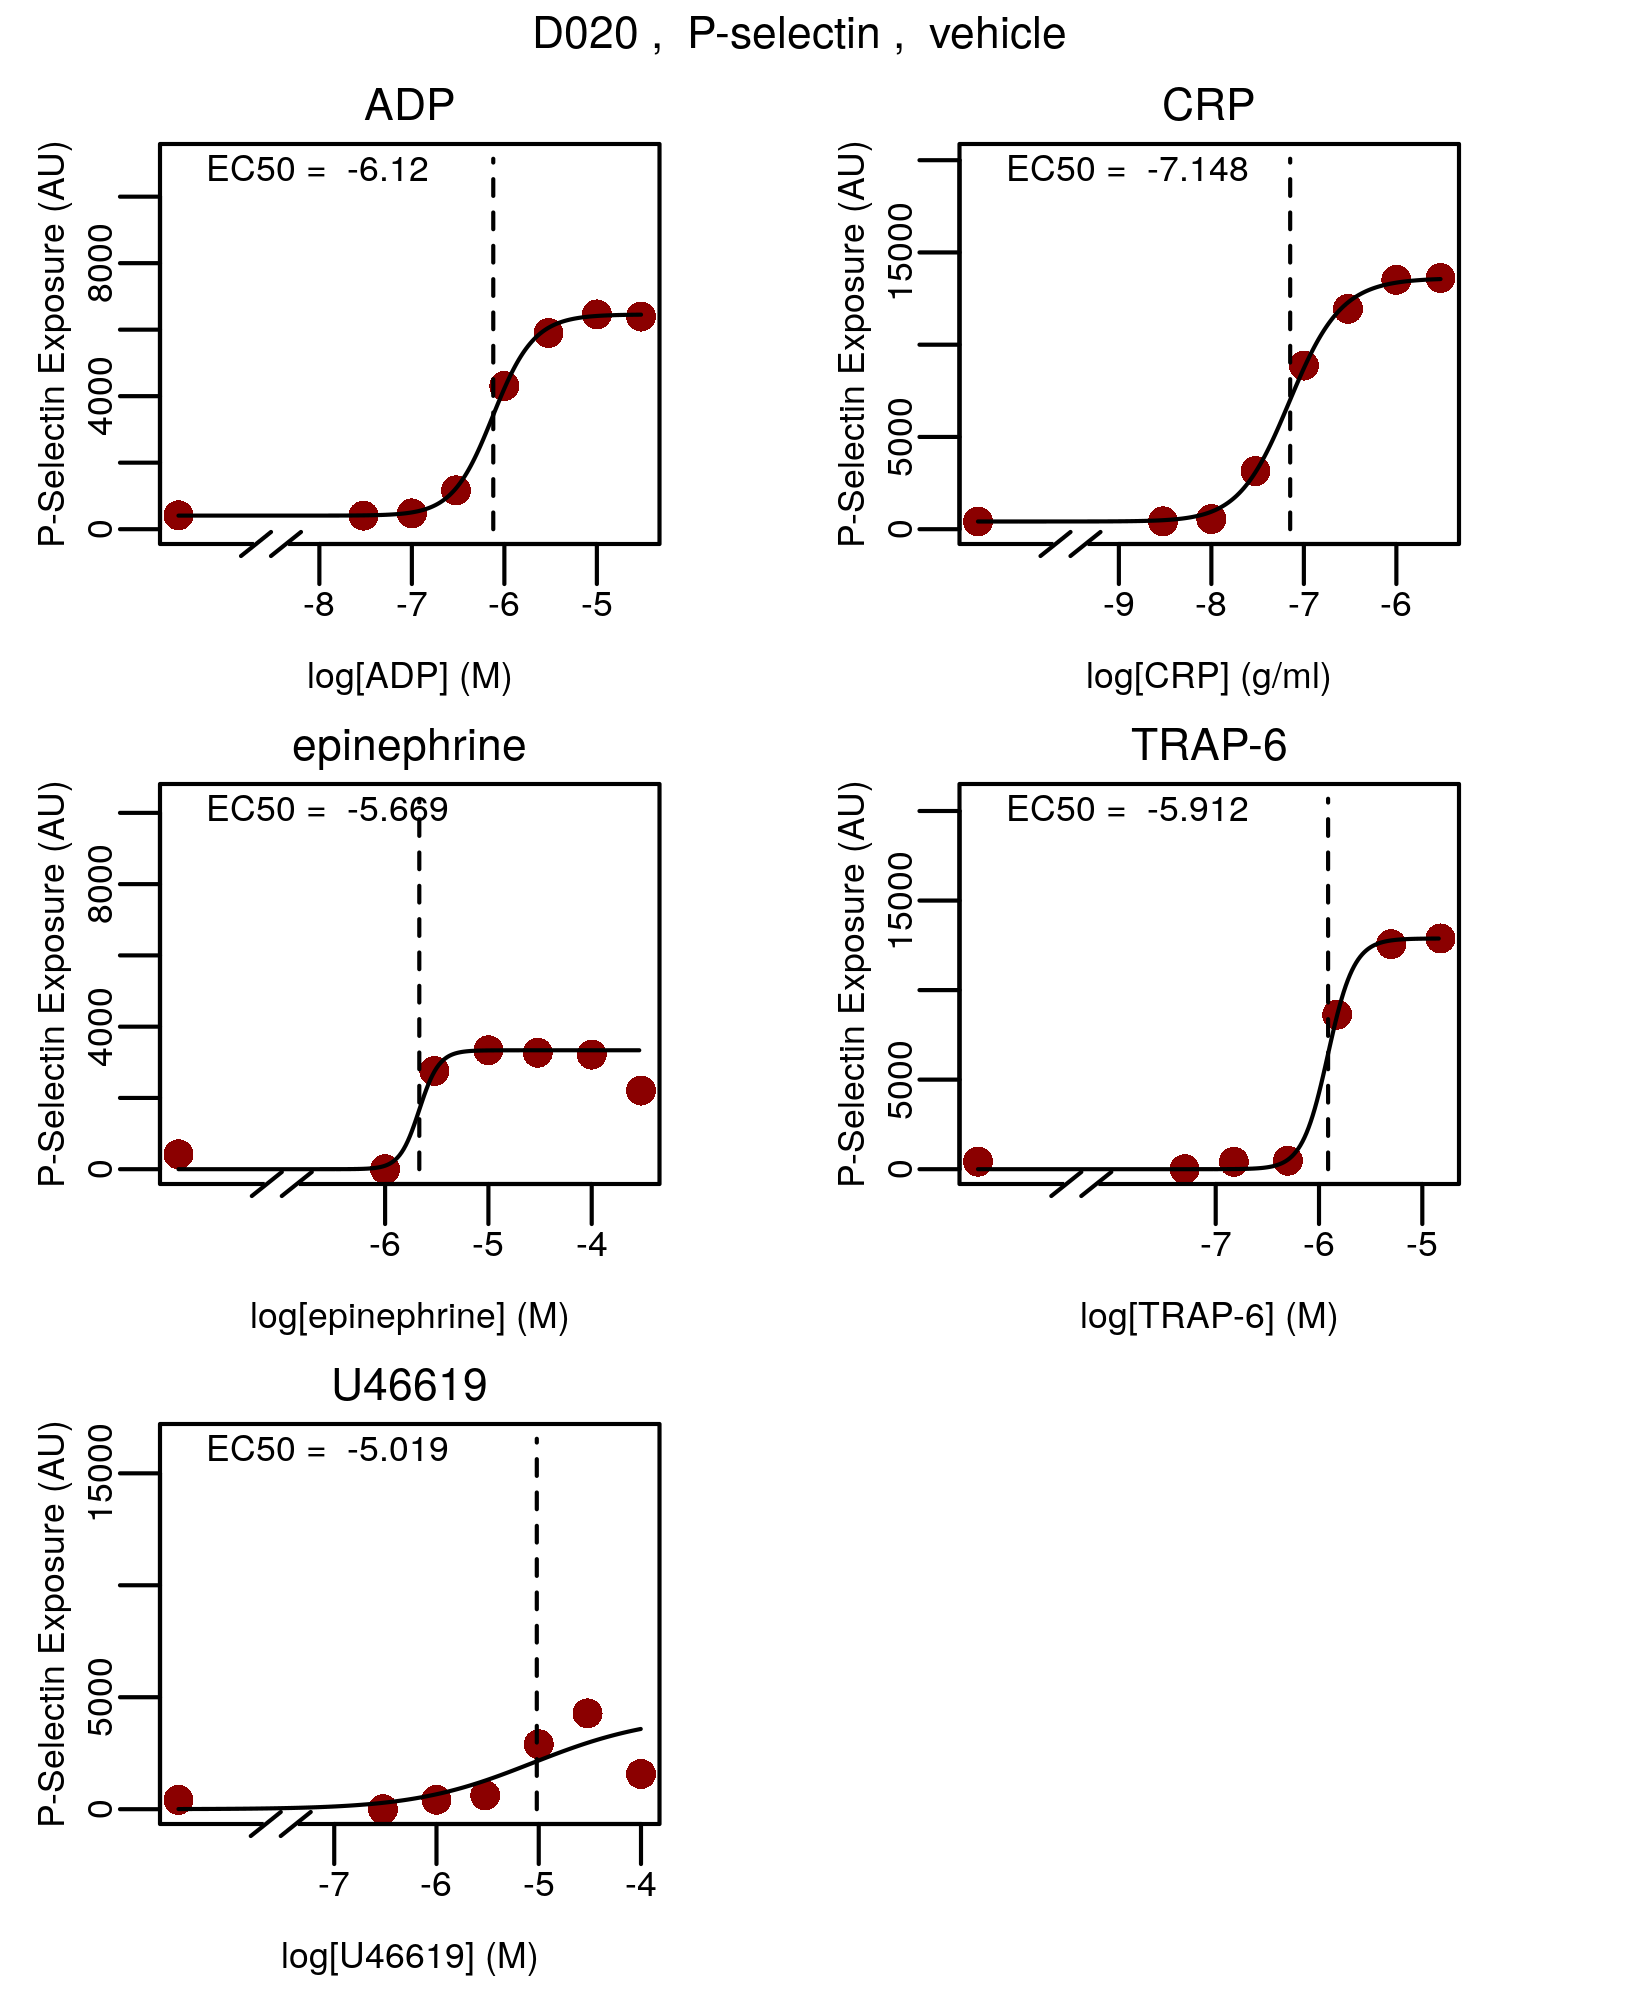 D020 , P-selectin , vehicle
ADP
EC50 = -6.12
P-Selectin Exposure (AU)
0 4000 8000
-8 -7 -6 -5
log[ADP] (M)
CRP
EC50 = -7.148
P-Selectin Exposure (AU)
0 5000 15000
-9 -8 -7 -6
log[CRP] (g/ml)
epinephrine
EC50 = -5.669
P-Selectin Exposure (AU)
0 4000 8000
-6 -5 -4
log[epinephrine] (M)
TRAP-6
EC50 = -5.912
P-Selectin Exposure (AU)
0 5000 15000
-7 -6 -5
log[TRAP-6] (M)
U46619
EC50 = -5.019
P-Selectin Exposure (AU)
0 5000 15000
-7 -6 -5 -4
log[U46619] (M)